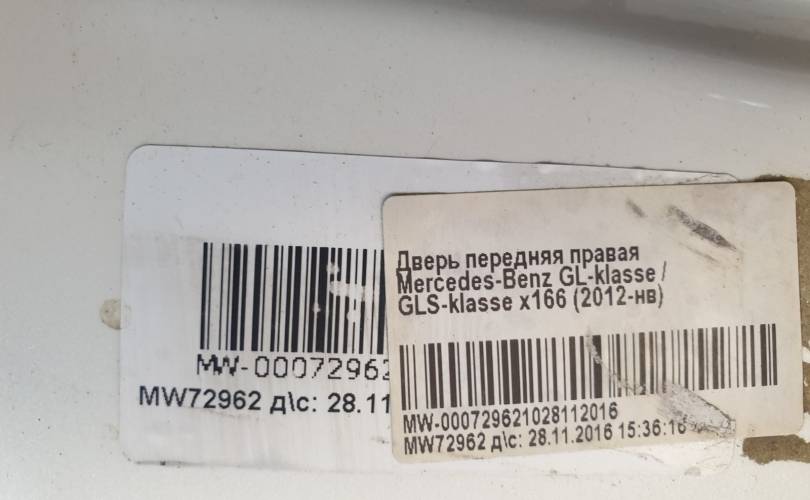 MW-00072962
MW72962 д\с: 28.11
Дверь передняя правая
Mercedes-Benz GL-klasse /
GLS-klasse x166 (2012-нв)
MW-000729621028112016
MW72962 д\с: 28.11.2016 15:36:16